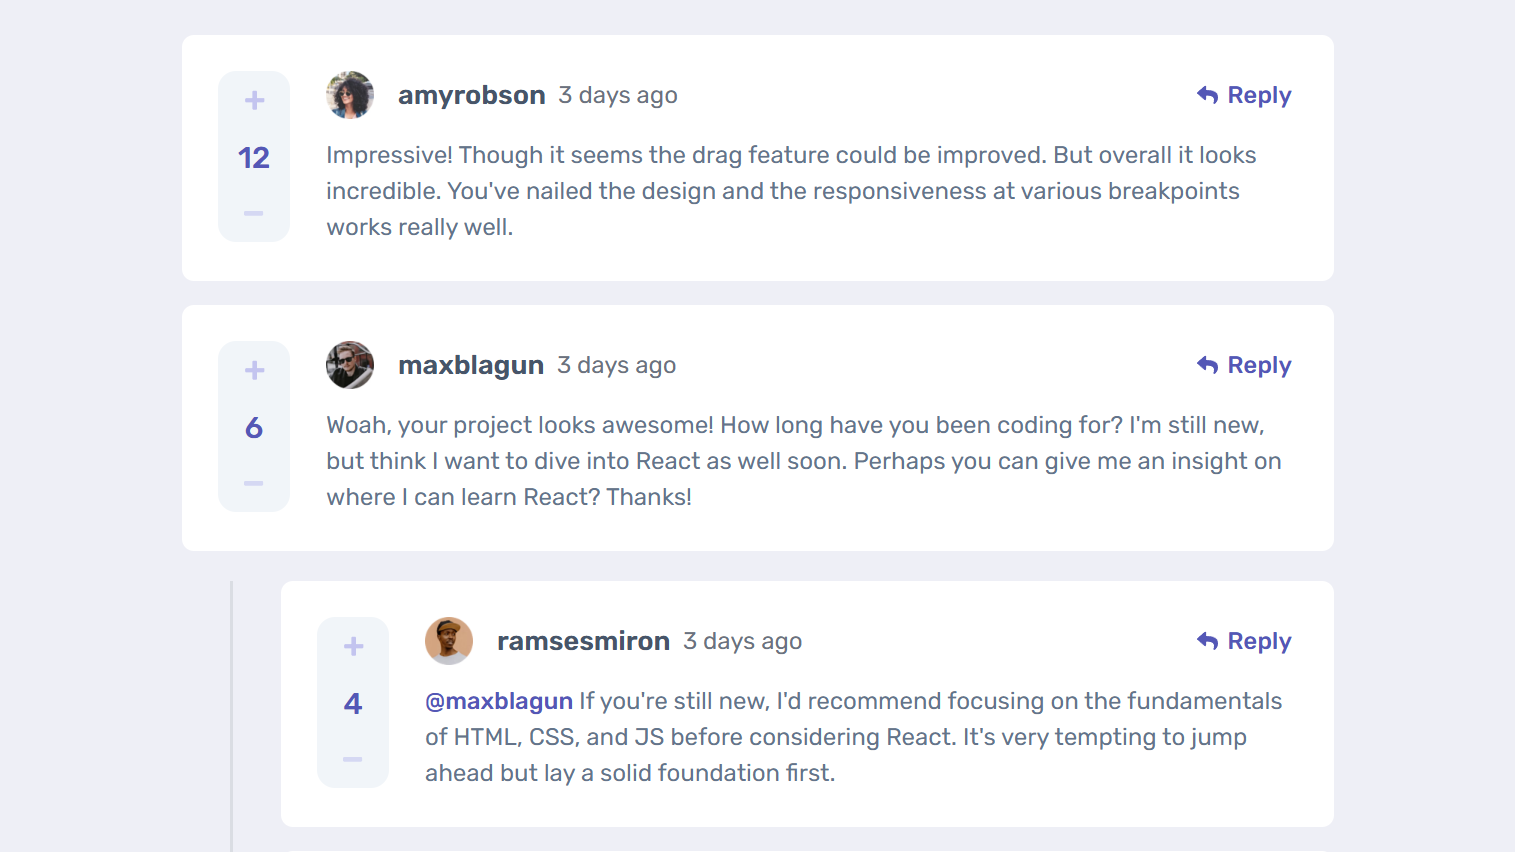 +
amyrobson 3 days ago Reply
12
Impressive! Though it seems the drag feature could be improved. But overall it looks
incredible. You've nailed the design and the responsiveness at various breakpoints
works really well.
−
+
maxblagun 3 days ago Reply
6
Woah, your project looks awesome! How long have you been coding for? I'm still new,
but think I want to dive into React as well soon. Perhaps you can give me an insight on
where I can learn React? Thanks!
−
+
ramsesmiron 3 days ago Reply
4
@maxblagun If you're still new, I'd recommend focusing on the fundamentals
of HTML, CSS, and JS before considering React. It's very tempting to jump
ahead but lay a solid foundation first.
−